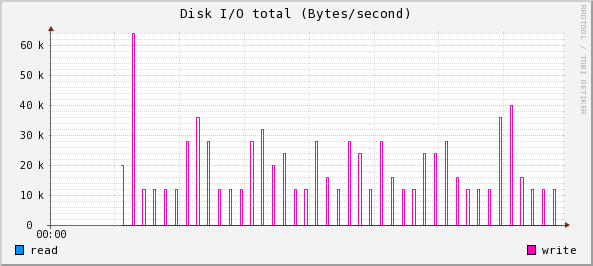 Disk I/O total (Bytes/second)
RRDTOOL / TOBI OETIKER
60 k
50 k
40 k
30 k
20 k
10 k
0
00:00
read
write